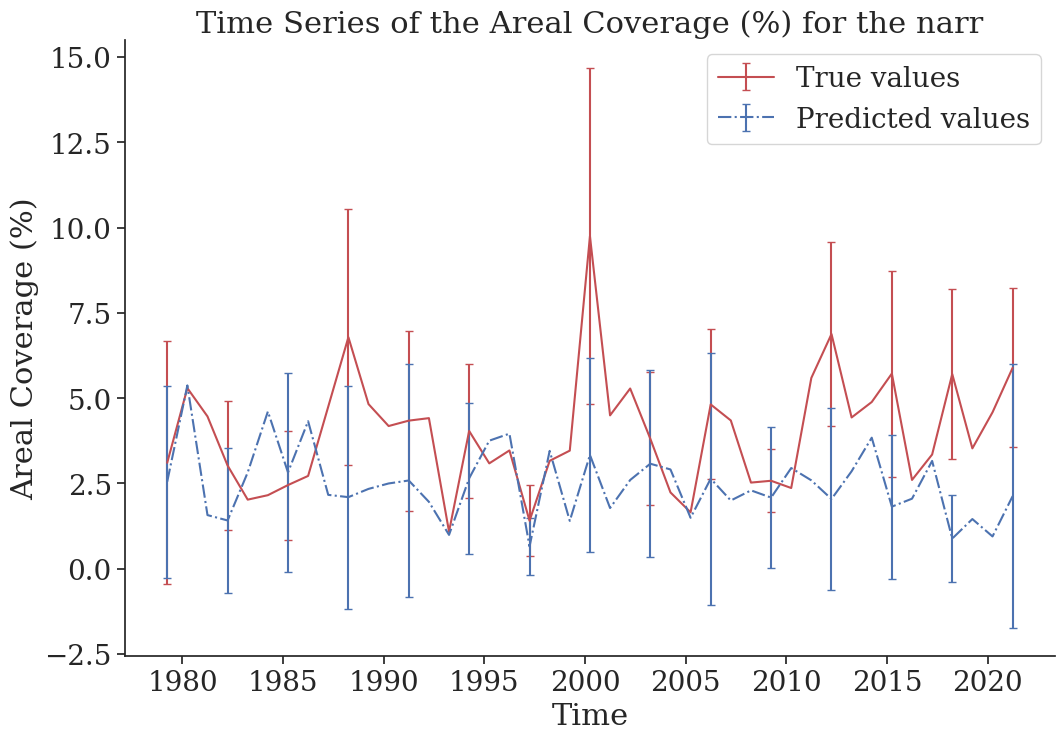 Time Series of the Areal Coverage (%) for the narr
15.0
12.5
10.0
7.5
5.0
2.5
0.0
−2.5
Areal Coverage (%)
True values
Predicted values
1980 1985 1990 1995 2000 2005 2010 2015 2020
Time